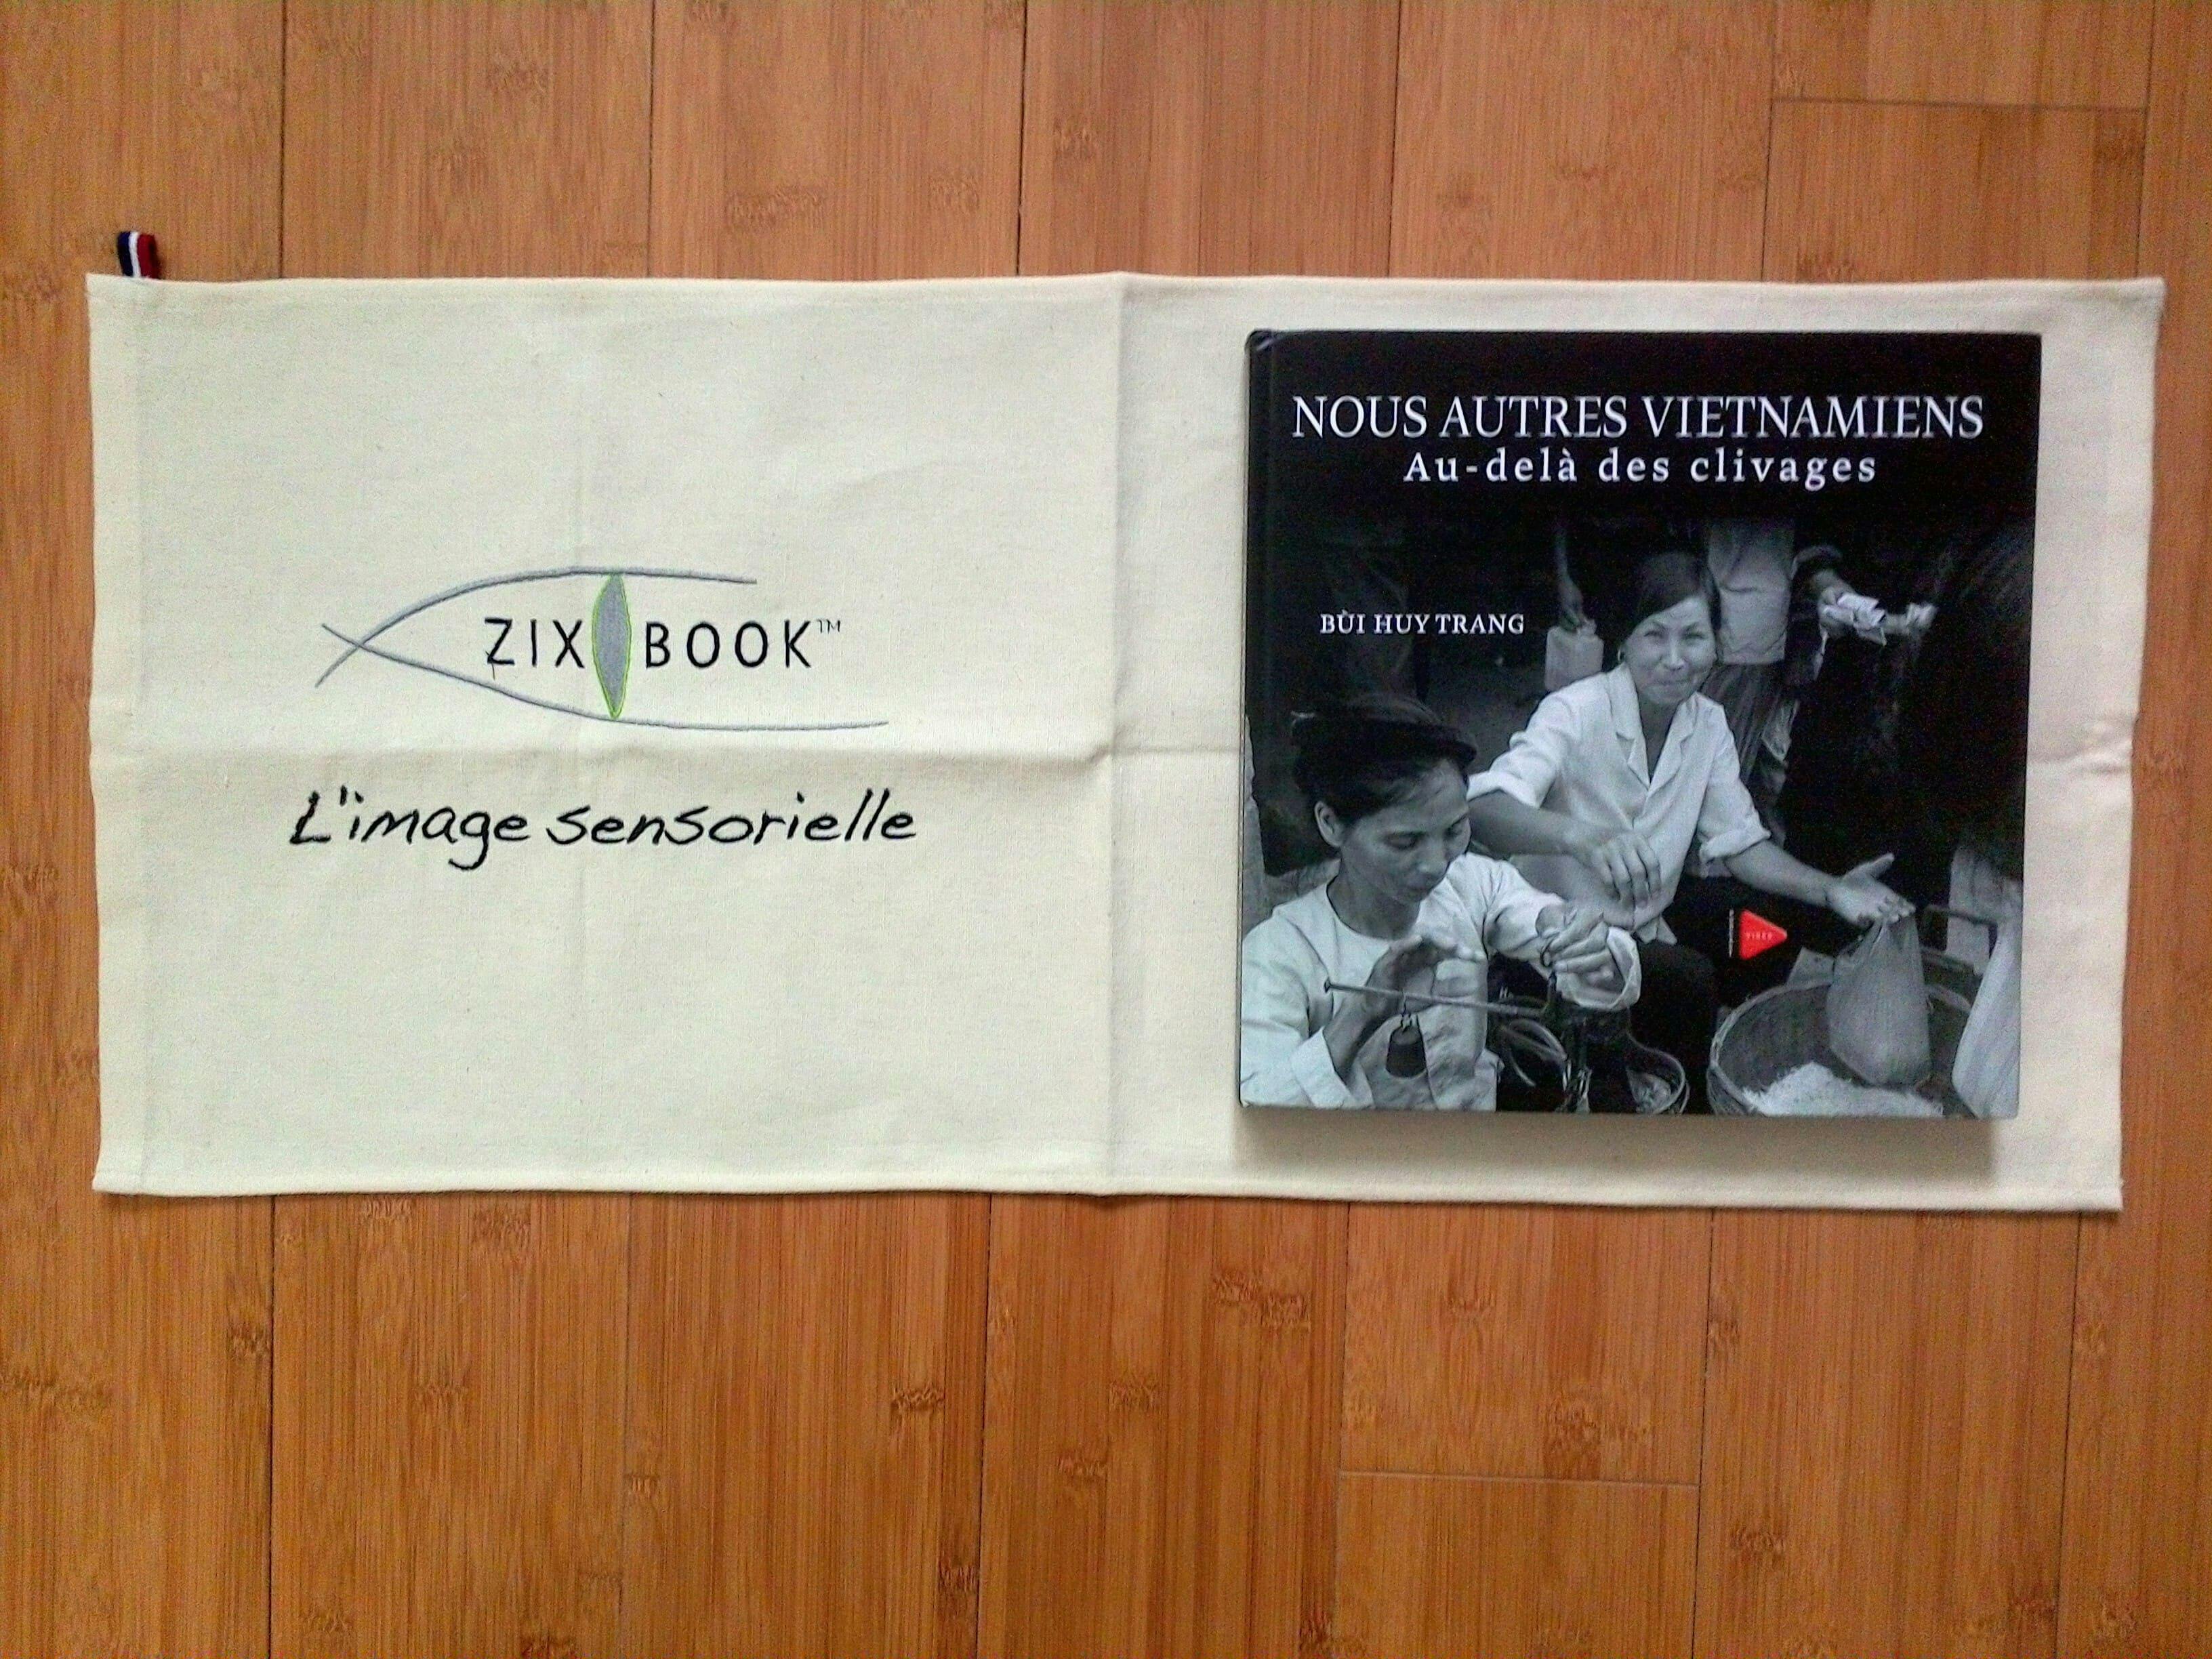 ZIX BOOK™
L'image sensorielle
NOUS AUTRES VIETNAMIENS
Au-delà des clivages
BÙI HUY TRANG